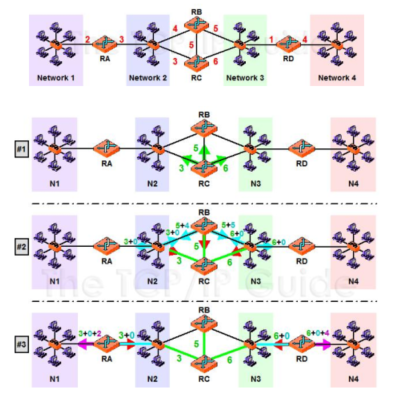 RB
4 5
2 3 5 1 4
3 6
Network 1 RA Network 2 RC Network 3 RD Network 4
RB
#1
5
3 6
N1 RA N2 RC N3 RD N4
RB
5+4 5+5
3+0 3+0 5 6+0
#2
3 6
N1 RA N2 RC N3 RD N4
The TCP/IP Guide
RB
#3
3+0+2 3+0 5 6+0 6+0+4
3 6
N1 RA N2 RC N3 RD N4